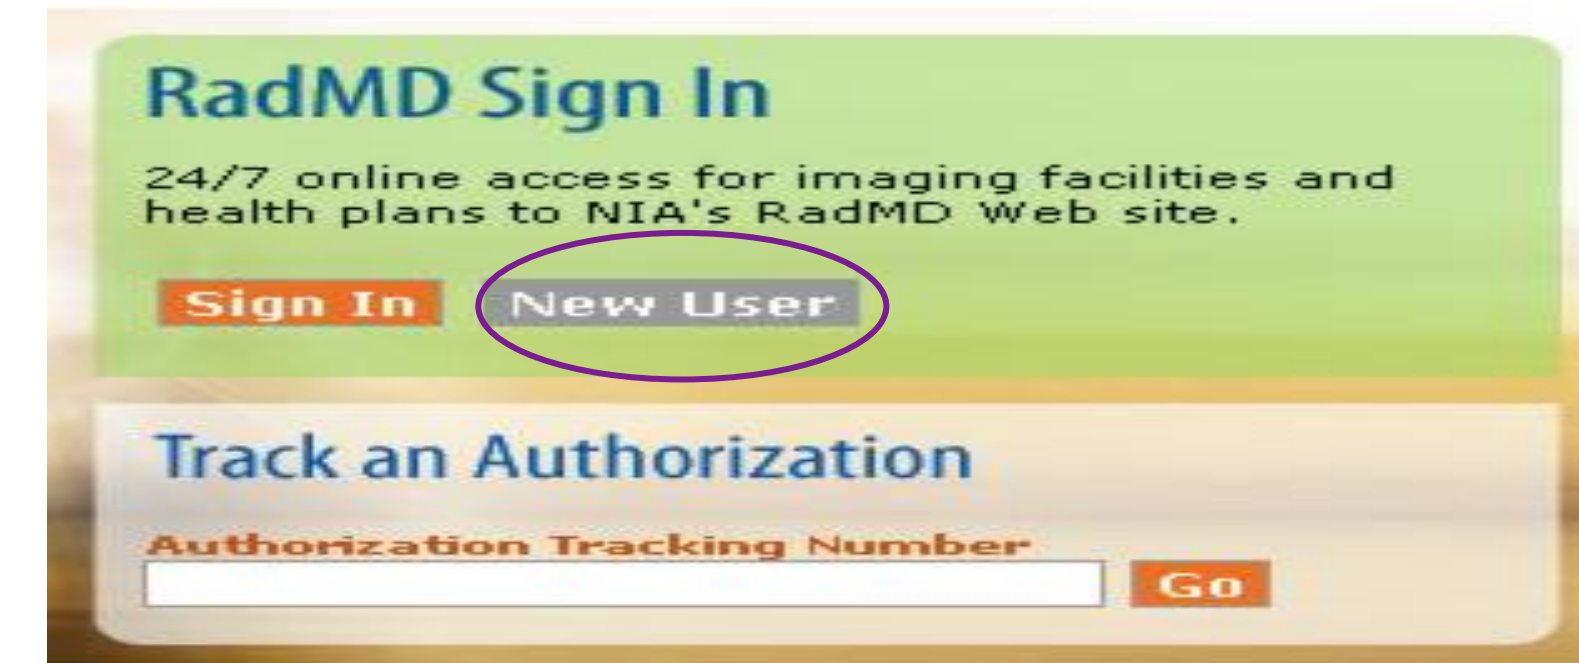 RadMD Sign In
24/7 online access for imaging facilities and
health plans to NIA's RadMD Web site.
Sign In New User
Track an Authorization
Authorization Tracking Number
Go